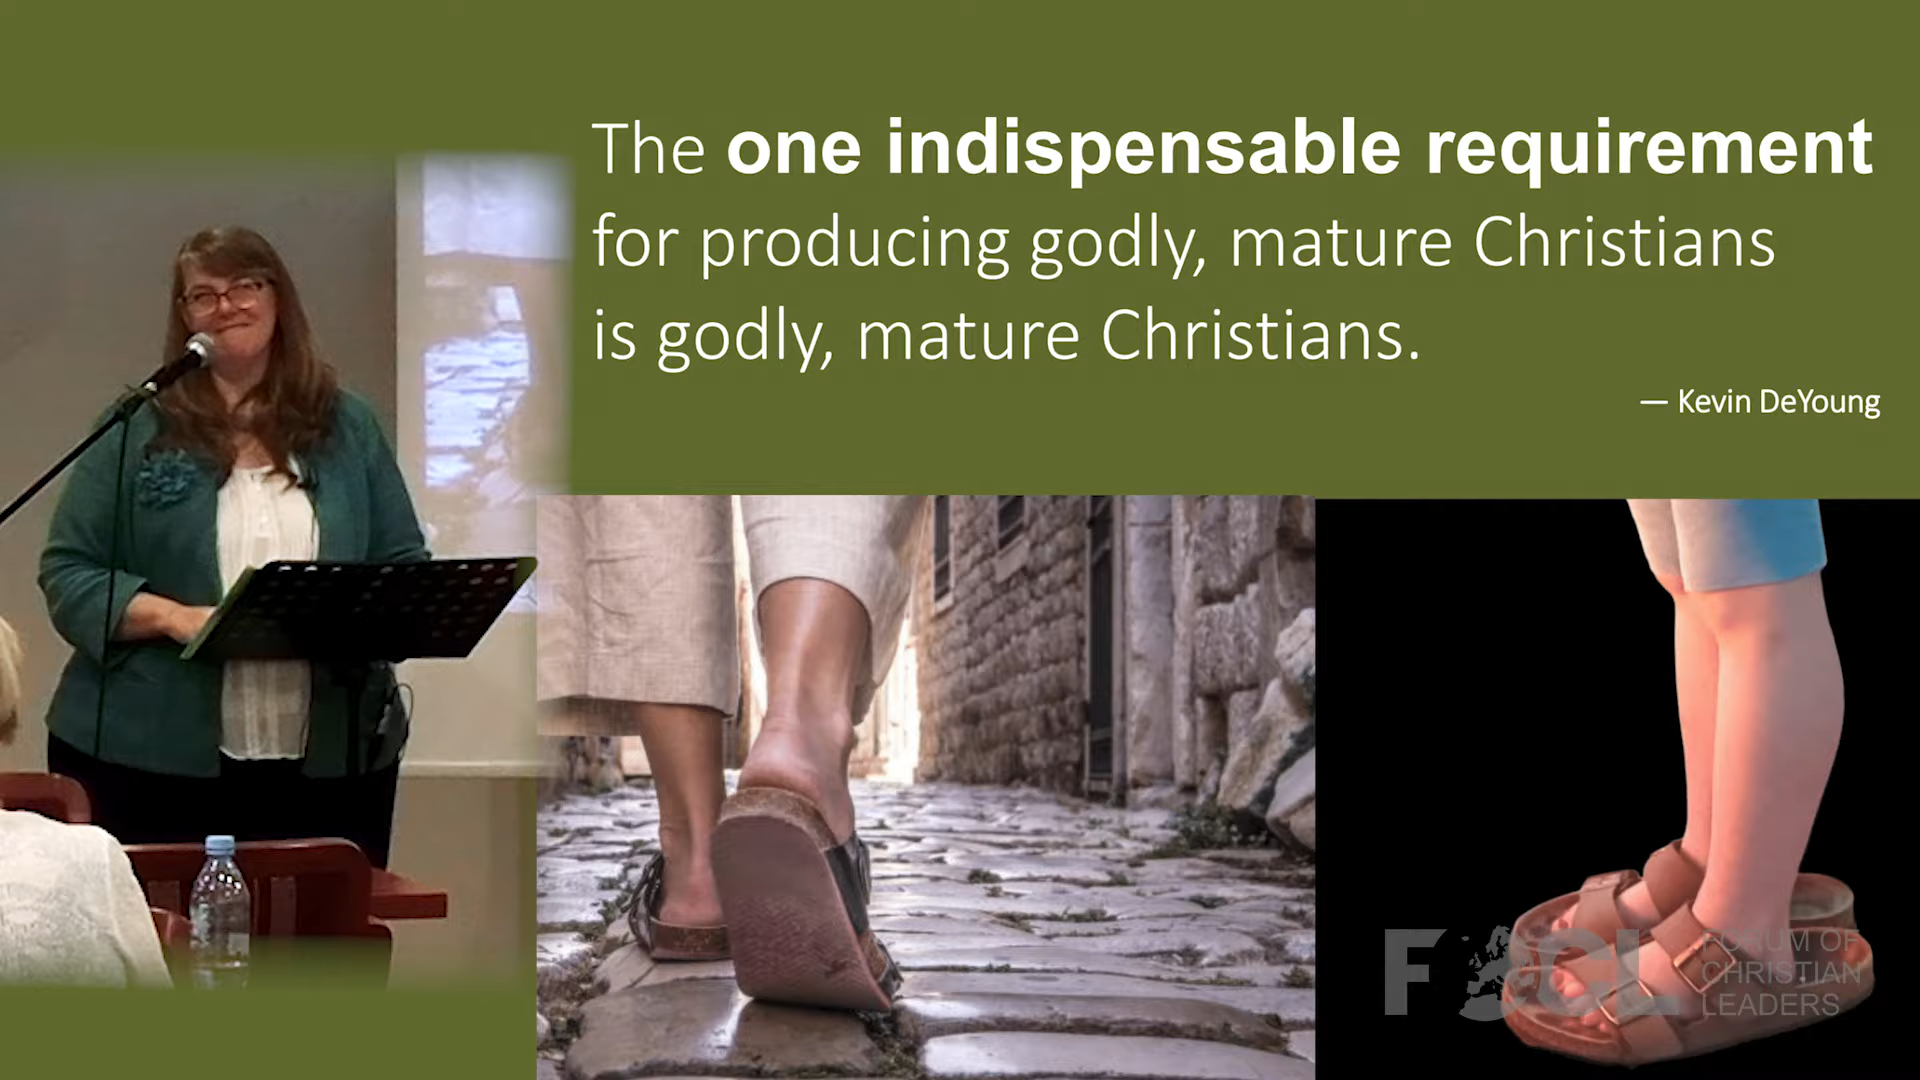 The one indispensable requirement
for producing godly, mature Christians
is godly, mature Christians.
— Kevin DeYoung
FOCL
FORUM OF
CHRISTIAN
LEADERS